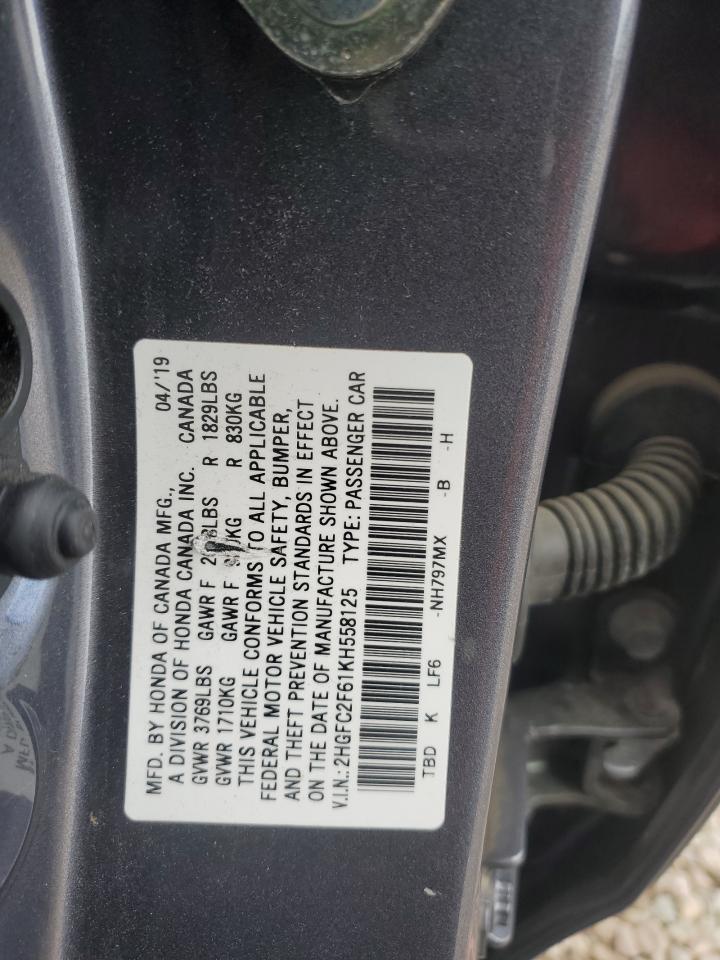 MFD. BY HONDA OF CANADA MFG., 04/'19
A DIVISION OF HONDA CANADA INC. CANADA
GVWR 3769LBS GAWR F R 1829LBS
GVWR 1710KG GAWR F R 830KG
THIS VEHICLE CONFORMS TO ALL APPLICABLE
FEDERAL MOTOR VEHICLE SAFETY, BUMPER,
AND THEFT PREVENTION STANDARDS IN EFFECT
ON THE DATE OF MANUFACTURE SHOWN ABOVE.
V.I.N.: 2HGFC2F61KH558125 TYPE: PASSENGER CAR
TBD K LF6 -NH797MX -B -H